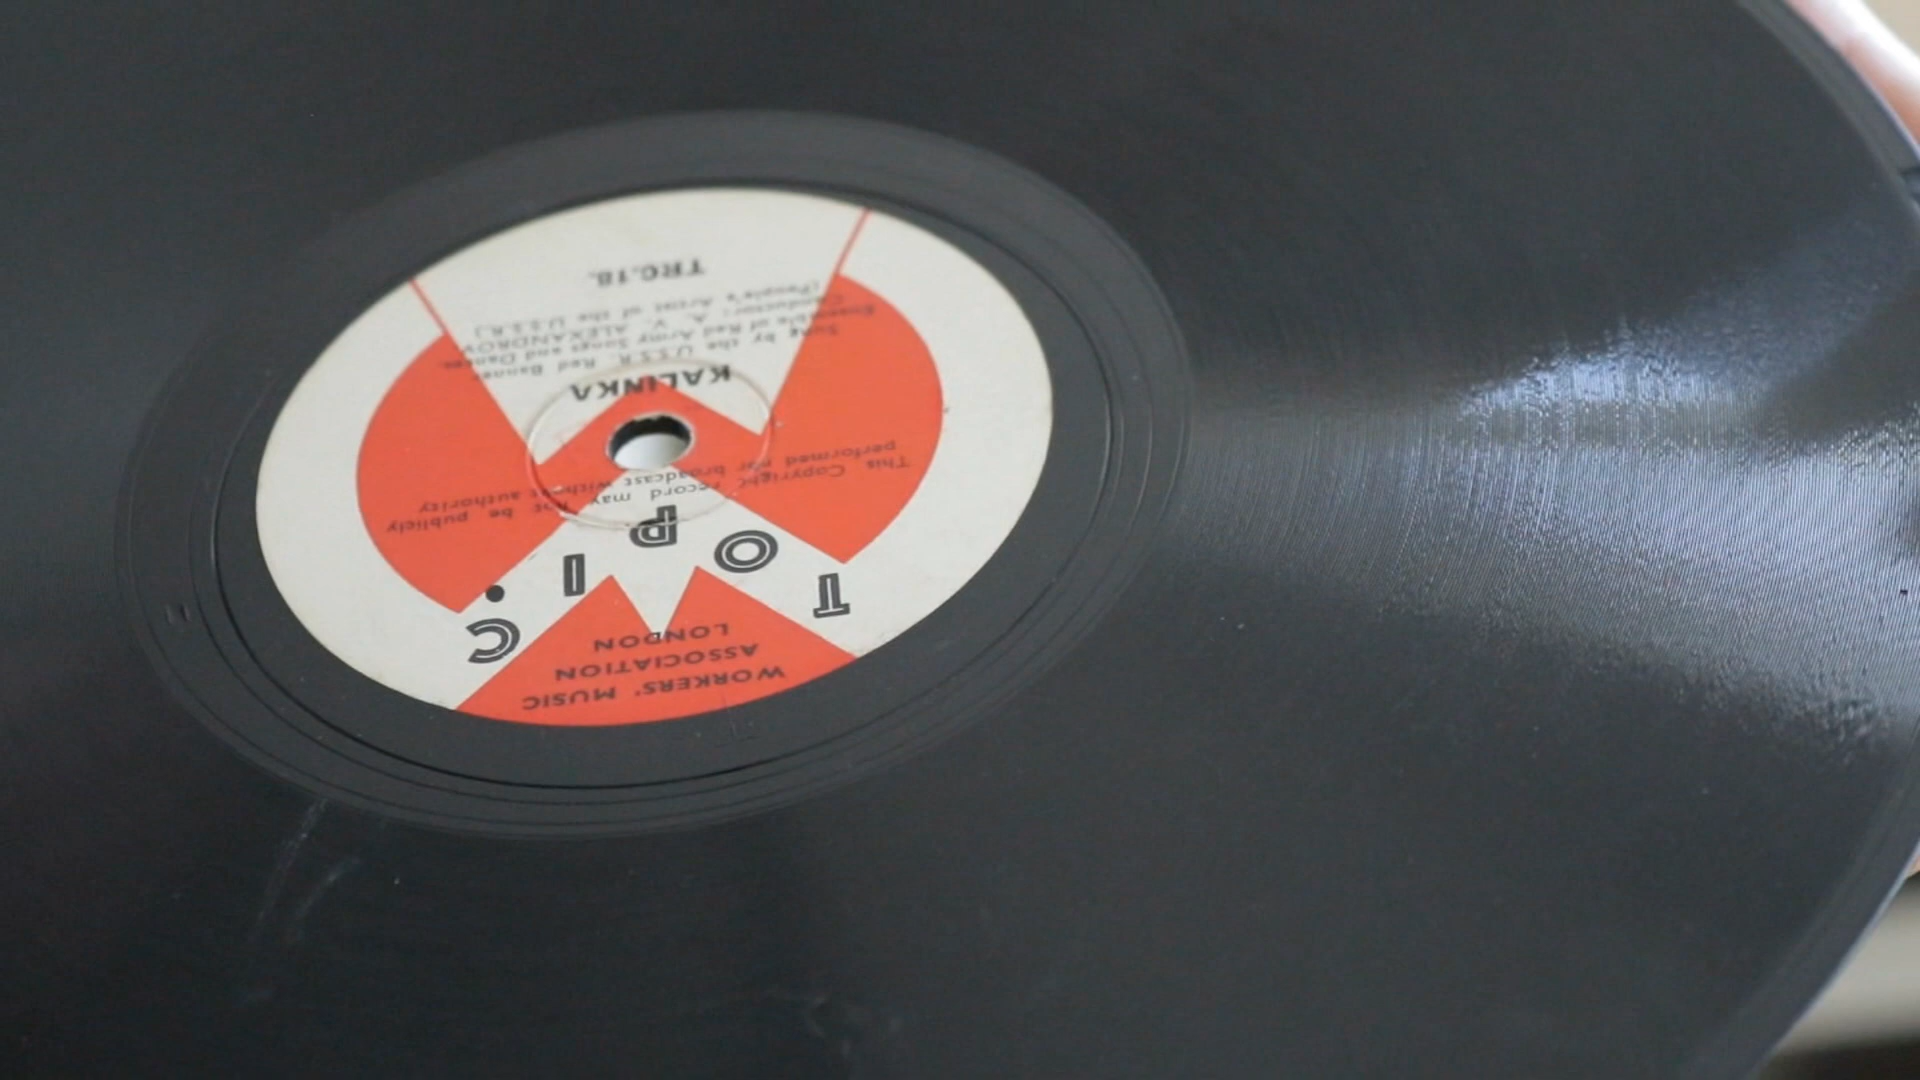 WORKERS' MUSIC
ASSOCIATION
LONDON
TOPIC.
This Copyright record may not be publicly
performed nor broadcast without authority
KALINKA
Sung by the U.S.S.R. Red Banner
Ensemble of Red Army Songs and Dances.
Conductor: A. V. ALEXANDROV
(People's Artist of the U.S.S.R.)
TRC.18.